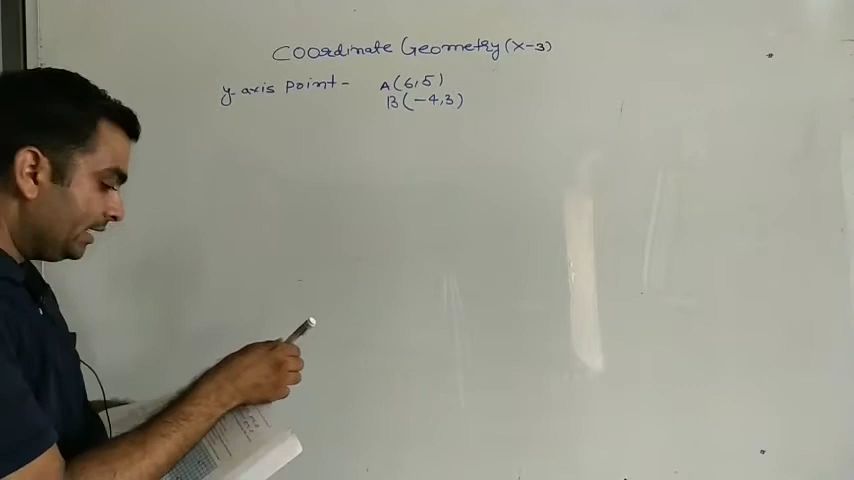 Coordinate Geometry (X-3)
y-axis point - A(6,5)
B(-4,3)